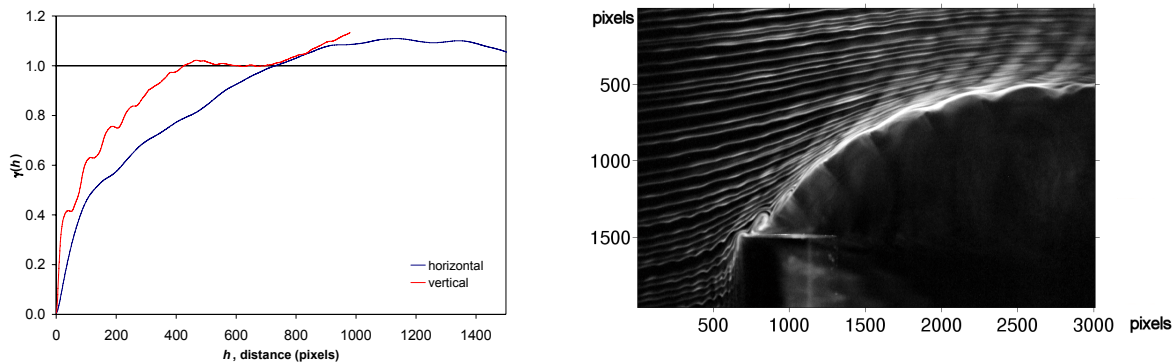 1.2
1.0
0.8
0.6
0.4
0.2
0.0
γ(h)
0 200 400 600 800 1000 1200 1400
h , distance (pixels)
horizontal
vertical
pixels
500
1000
1500
500 1000 1500 2000 2500 3000 pixels